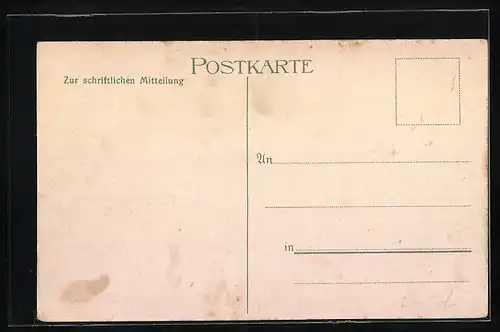 POSTKARTE
Zur schriftlichen Mitteilung
An
in